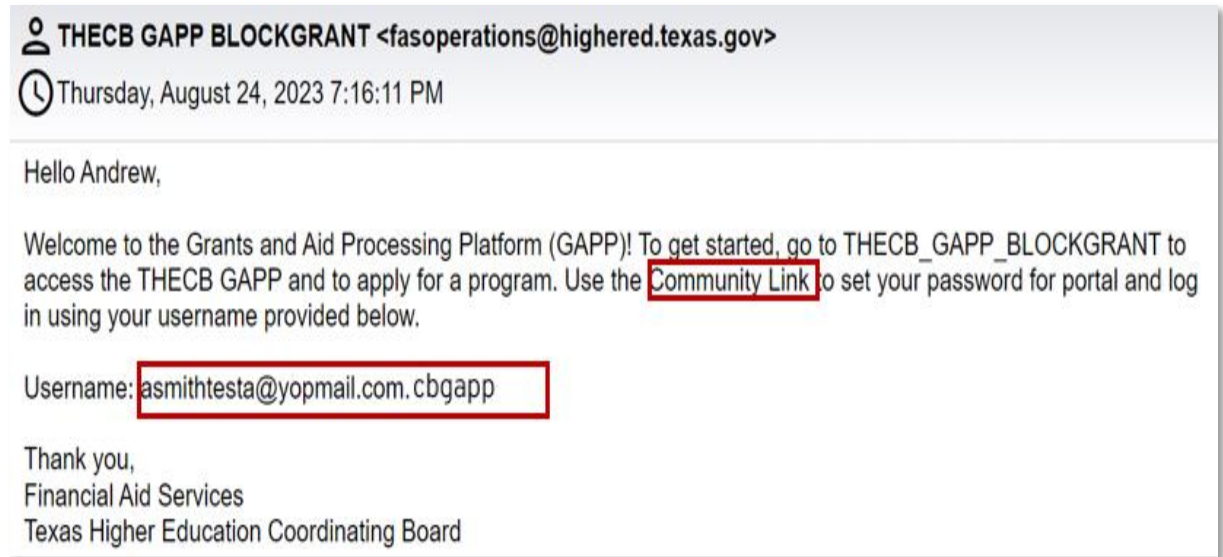 THECB GAPP BLOCKGRANT <fasoperations@highered.texas.gov>
Thursday, August 24, 2023 7:16:11 PM
Hello Andrew,
Welcome to the Grants and Aid Processing Platform (GAPP)! To get started, go to THECB_GAPP_BLOCKGRANT to
access the THECB GAPP and to apply for a program. Use the Community Link to set your password for portal and log
in using your username provided below.
Username: asmithtesta@yopmail.com.cbgapp
Thank you,
Financial Aid Services
Texas Higher Education Coordinating Board